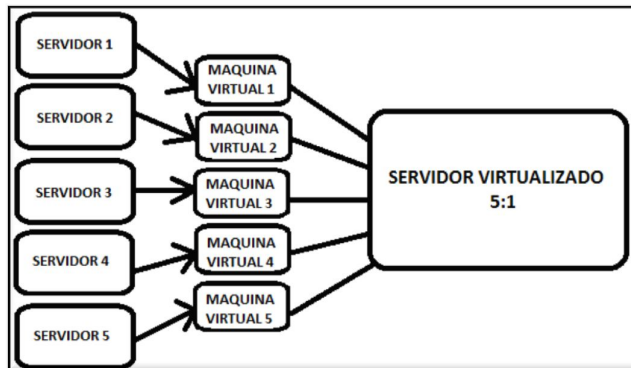 SERVIDOR 1
SERVIDOR 2
SERVIDOR 3
SERVIDOR 4
SERVIDOR 5
MAQUINA
VIRTUAL 1
MAQUINA
VIRTUAL 2
MAQUINA
VIRTUAL 3
MAQUINA
VIRTUAL 4
MAQUINA
VIRTUAL 5
SERVIDOR VIRTUALIZADO
5:1